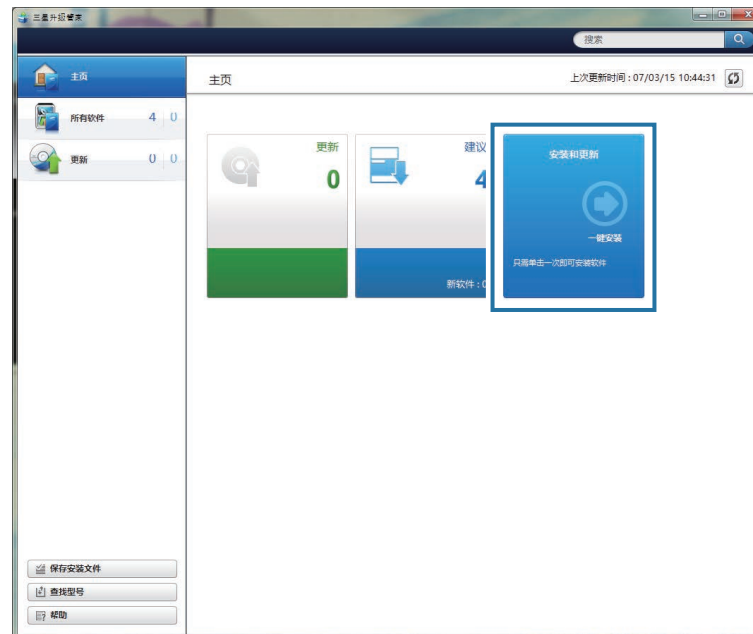 三星升级管家
搜索
主页
所有软件 4 0
更新 0 0
主页
上次更新时间 : 07/03/15 10:44:31
更新
0
建议
4
新软件 : 0
安装和更新
一键安装
只需单击一次即可安装软件
保存安装文件
查找型号
帮助